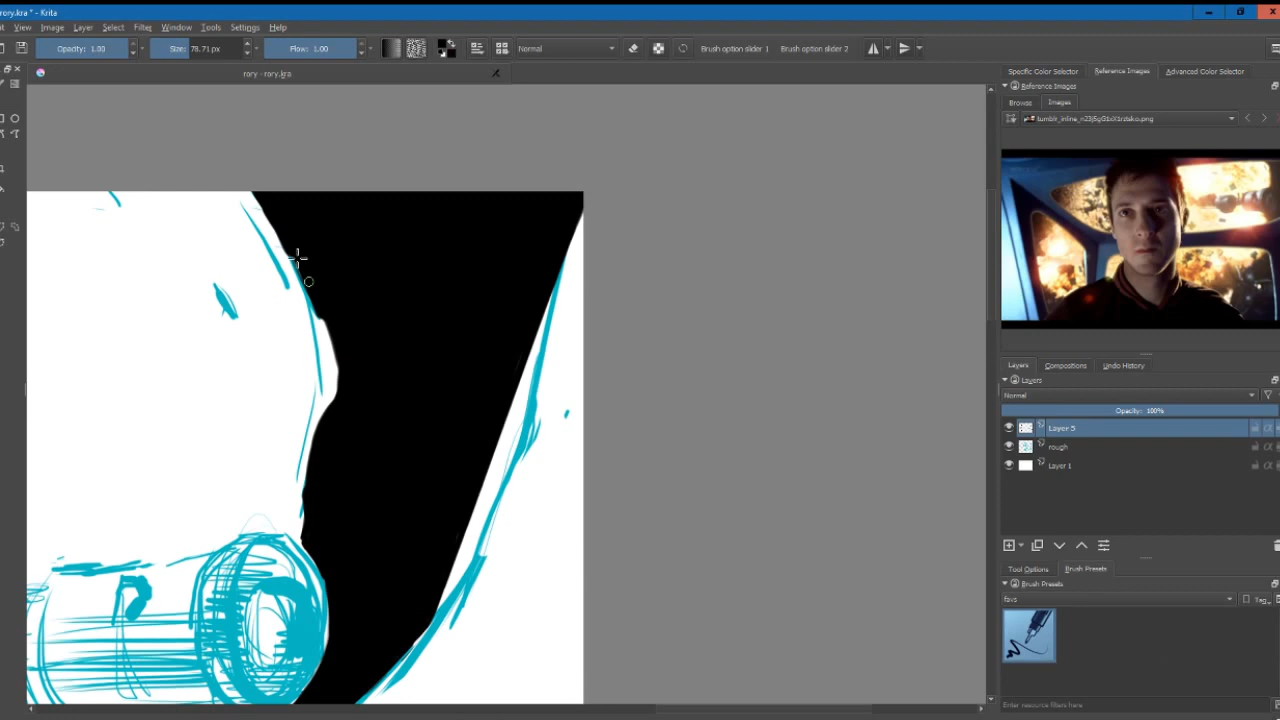 rory.kra * - Krita
View Image Layer Select Filter Tools Settings Window Help
Opacity: 1.00 Size: 78.71 px Flow: 1.00 Normal Brush option slider 1 Brush option slider 2
rory - rory.kra
Specific Color Selector Reference Images Advanced Color Selector
Reference Images
Browse Images
Layers Compositions Undo History
Layers
Normal
Opacity: 100%
Layer 5
rough
Layer 1
Tool Options Brush Presets
Brush Presets
favs Tag
Enter resource filters here